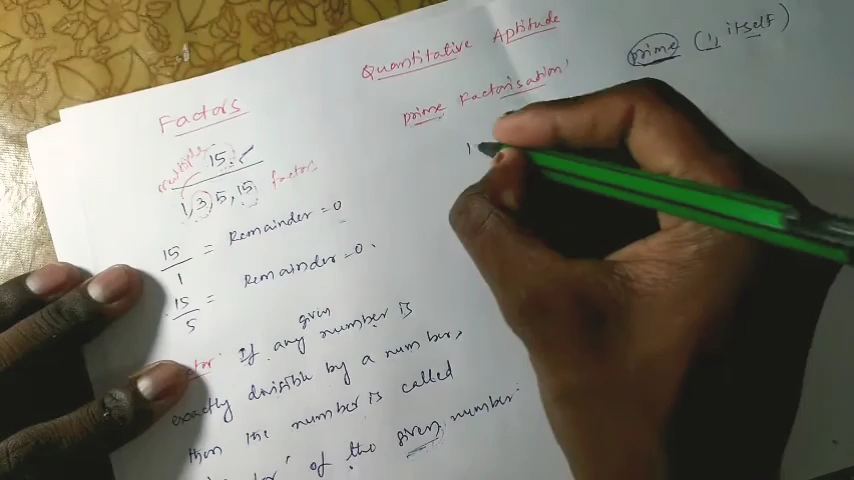 Quantitative Aptitude
prime (1, itself)
Factors
prime Factorisation
multiple 15
1, 3, 5, 15 factors
15/1 = Remainder = 0
15/5 = Remainder = 0
If any given number is
exactly divisible by a number,
then the number is called
of the given number
1